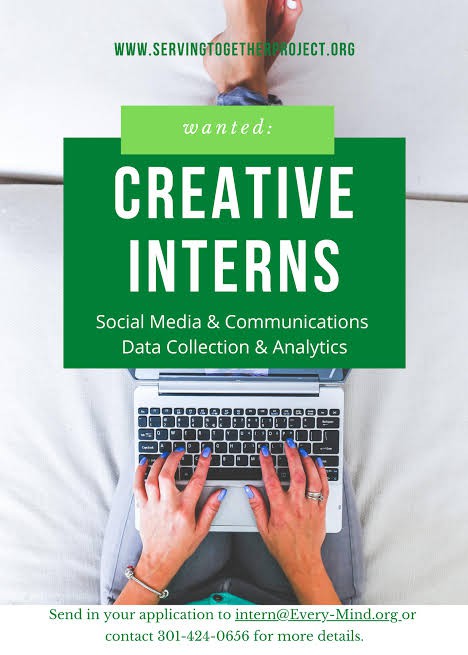 WWW.SERVINGTOGETHERPROJECT.ORG
wanted:
CREATIVE
INTERNS
Social Media & Communications
Data Collection & Analytics
Send in your application to intern@Every-Mind.org or
contact 301-424-0656 for more details.